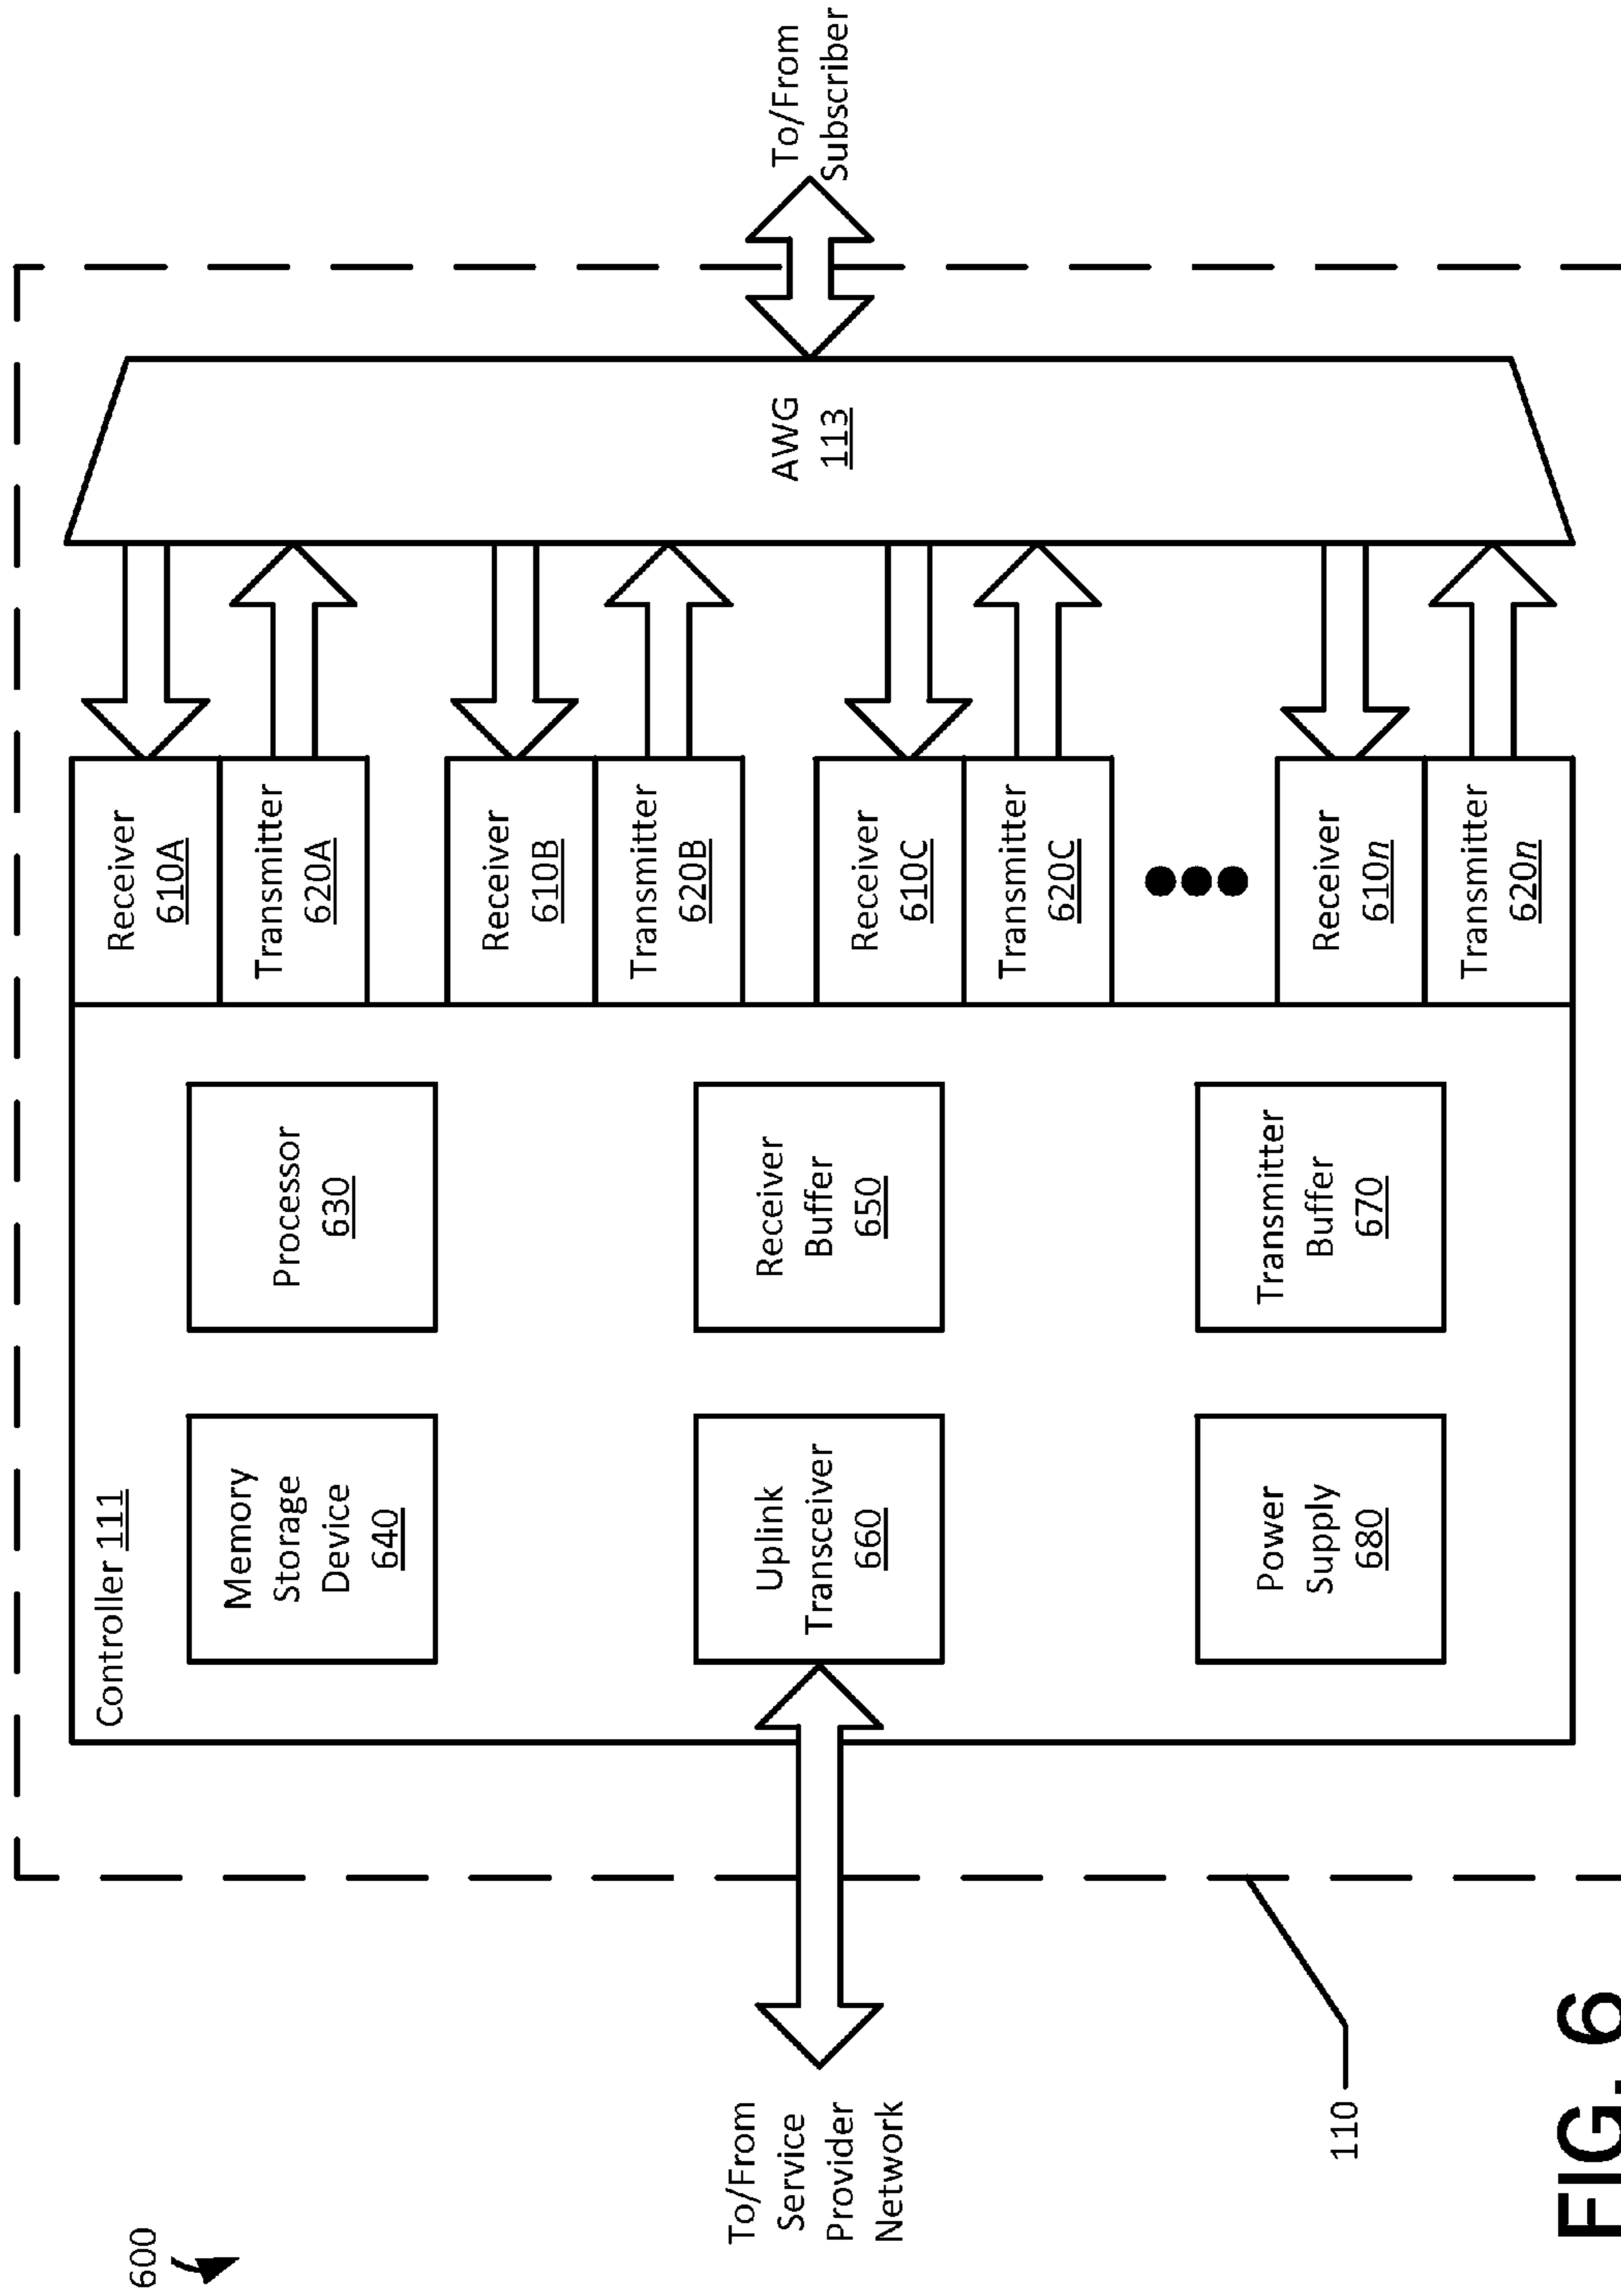 600
To/From
Service
Provider
Network
110
Controller 111
Memory
Storage
Device
640
Processor
630
Uplink
Transceiver
660
Receiver
Buffer
650
Power
Supply
680
Transmitter
Buffer
670
Receiver
610A
Transmitter
620A
Receiver
610B
Transmitter
620B
Receiver
610C
Transmitter
620C
Receiver
610n
Transmitter
620n
AWG
113
To/From
Subscriber
FIG. 6